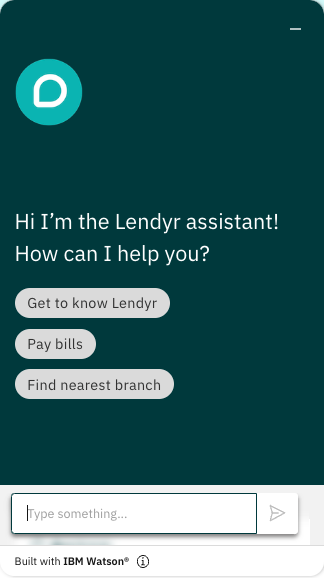 Hi I’m the Lendyr assistant!
How can I help you?
Get to know Lendyr
Pay bills
Find nearest branch
Type something...
Built with IBM Watson®